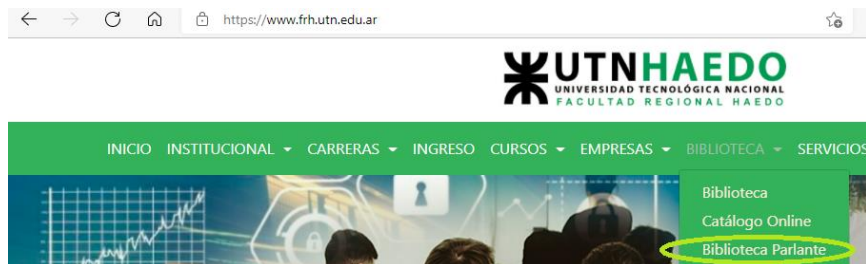 https://www.frh.utn.edu.ar
UTNHAEDO
UNIVERSIDAD TECNOLÓGICA NACIONAL
FACULTAD REGIONAL HAEDO
INICIO INSTITUCIONAL CARRERAS INGRESO CURSOS EMPRESAS BIBLIOTECA SERVICIOS
Biblioteca
Catálogo Online
Biblioteca Parlante